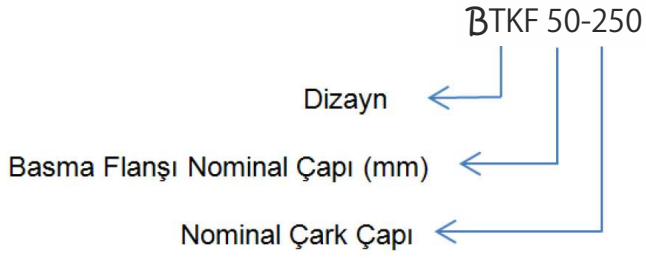 BTKF 50-250
Dizayn
Basma Flanşı Nominal Çapı (mm)
Nominal Çark Çapı